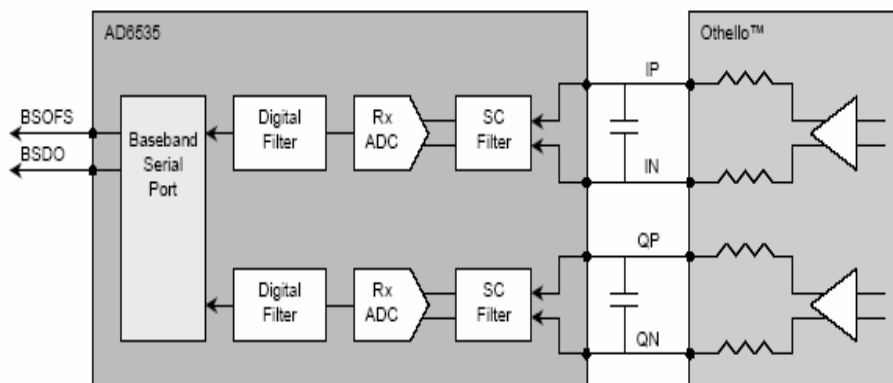 AD6535
Othello™
BSOFS
BSDO
Baseband
Serial
Port
Digital
Filter
Rx
ADC
SC
Filter
IP
IN
Digital
Filter
Rx
ADC
SC
Filter
QP
QN